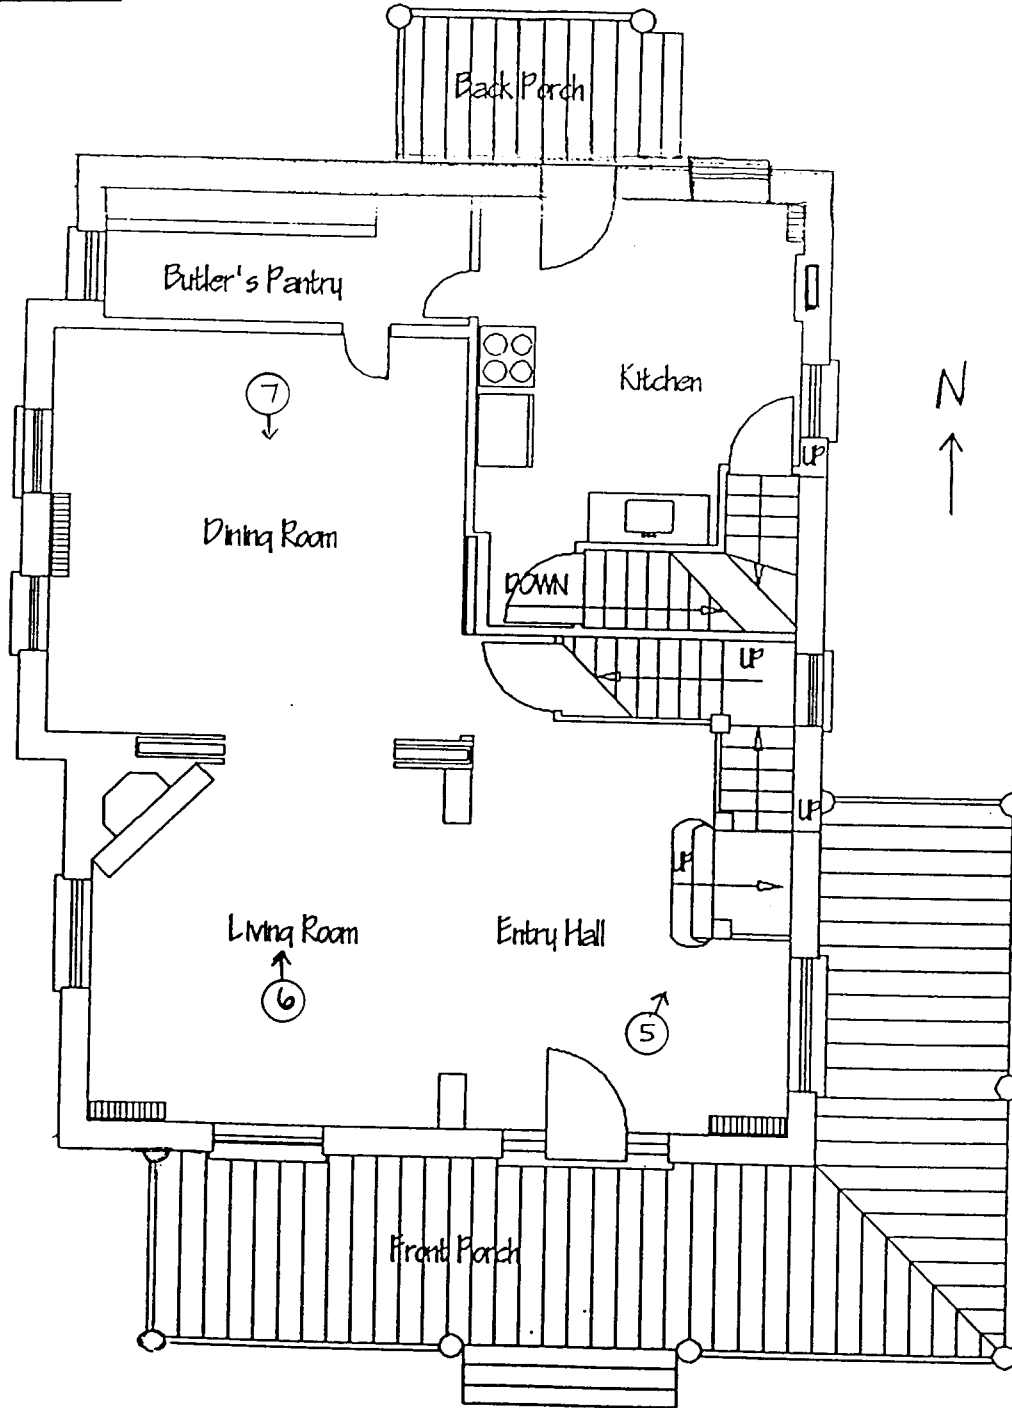 Back Porch
Butler's Pantry
Kitchen
N
7
UP
Dining Room
DOWN
UP
UP
UP
Living Room
Entry Hall
6
5
Front Porch